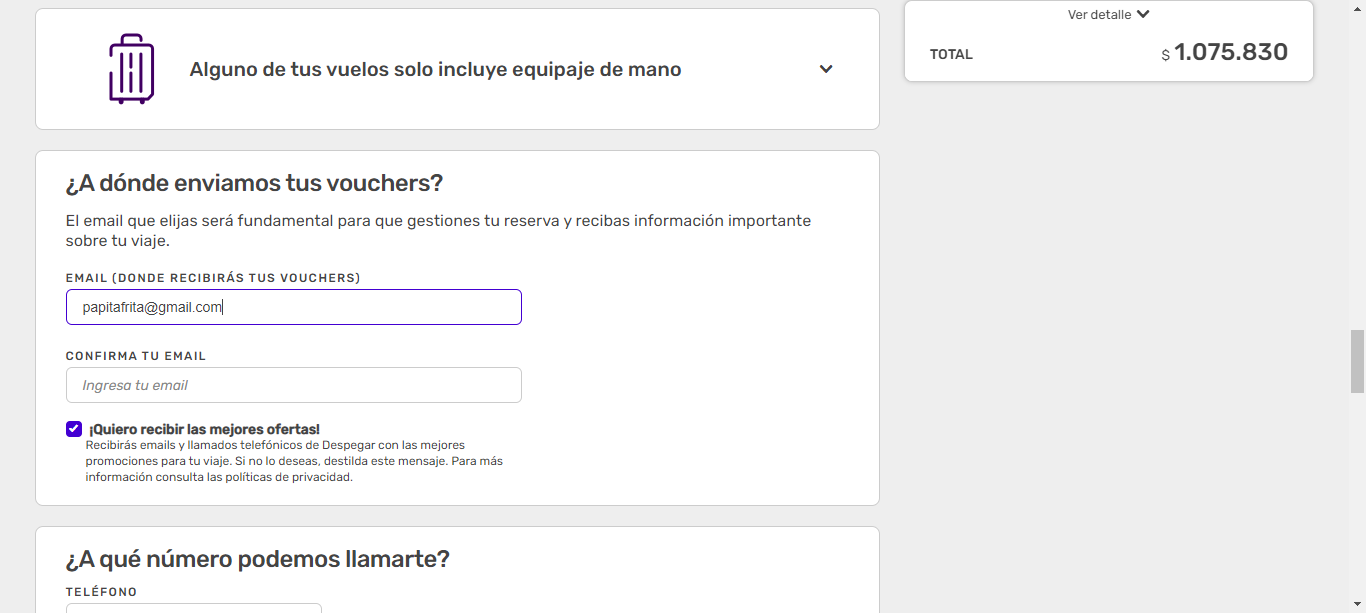 Alguno de tus vuelos solo incluye equipaje de mano
Ver detalle
TOTAL
$ 1.075.830
¿A dónde enviamos tus vouchers?
El email que elijas será fundamental para que gestiones tu reserva y recibas información importante
sobre tu viaje.
EMAIL (DONDE RECIBIRÁS TUS VOUCHERS)
papitafrita@gmail.com
CONFIRMA TU EMAIL
Ingresa tu email
¡Quiero recibir las mejores ofertas!
Recibirás emails y llamados telefónicos de Despegar con las mejores
promociones para tu viaje. Si no lo deseas, destilda este mensaje. Para más
información consulta las políticas de privacidad.
¿A qué número podemos llamarte?
TELÉFONO